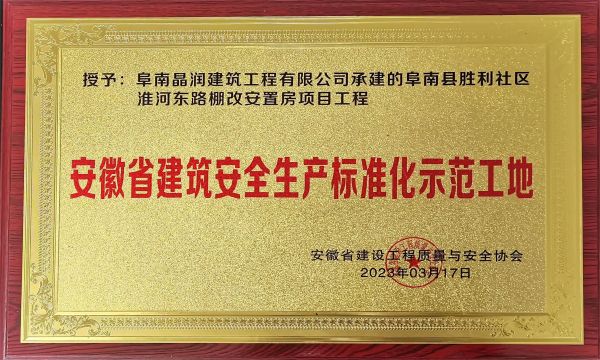 授予：阜南晶润建筑工程有限公司承建的阜南县胜利社区
淮河东路棚改安置房项目工程
安徽省建筑安全生产标准化示范工地
安徽省建设工程质量与安全协会
2023年03月17日